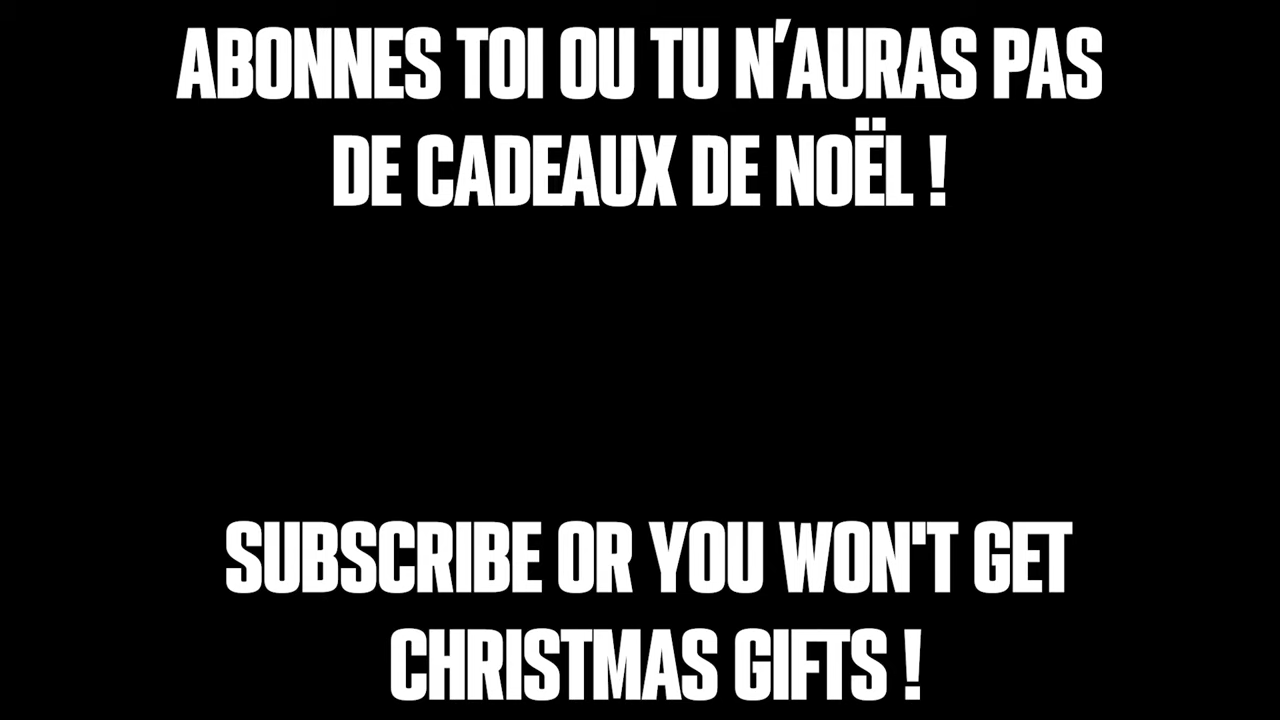 ABONNES TOI OU TU N'AURAS PAS
DE CADEAUX DE NOËL !
SUBSCRIBE OR YOU WON'T GET
CHRISTMAS GIFTS !